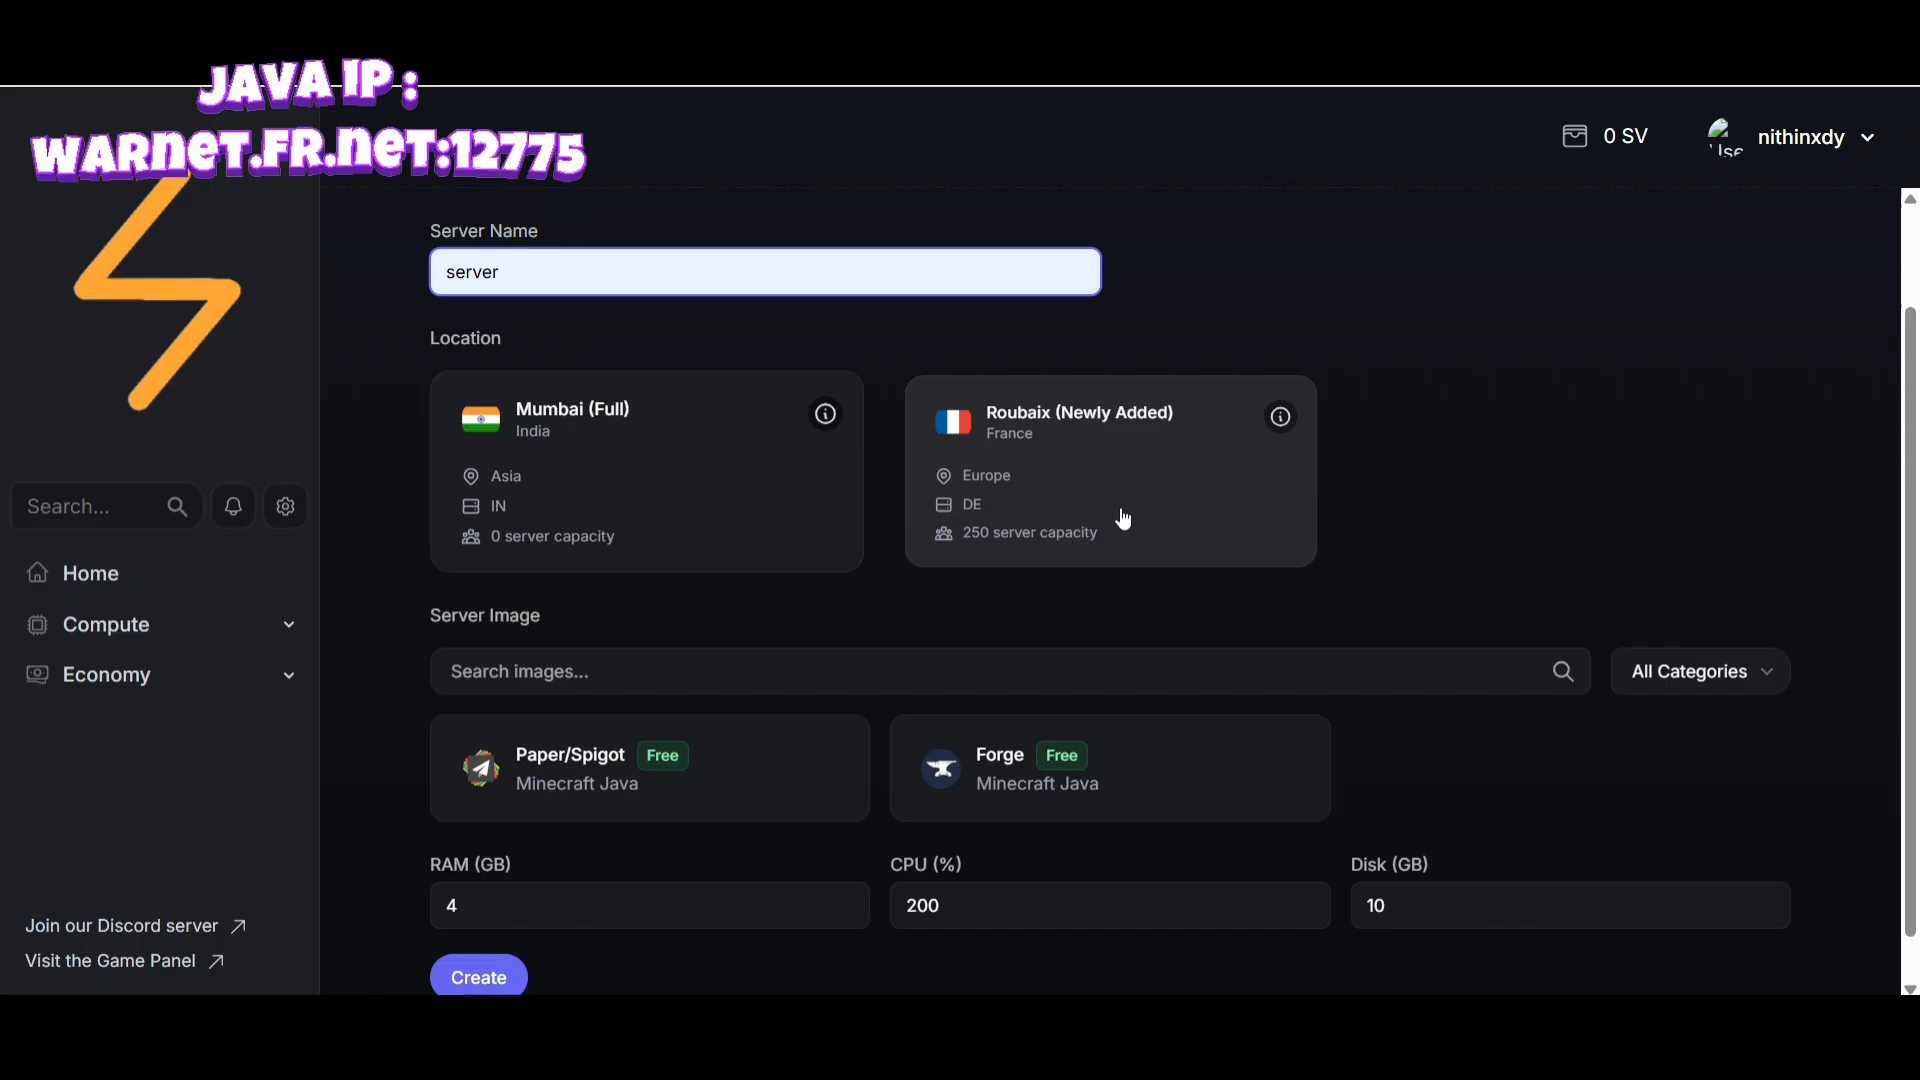 JAVA IP :
WARNET.FR.NET:12775
0 SV
nithinxdy
Server Name
server
Location
Mumbai (Full)
India
Asia
IN
0 server capacity
Roubaix (Newly Added)
France
Europe
DE
250 server capacity
Search...
Home
Compute
Economy
Server Image
Search images...
All Categories
Paper/Spigot Free
Minecraft Java
Forge Free
Minecraft Java
RAM (GB)
4
CPU (%)
200
Disk (GB)
10
Create
Join our Discord server
Visit the Game Panel